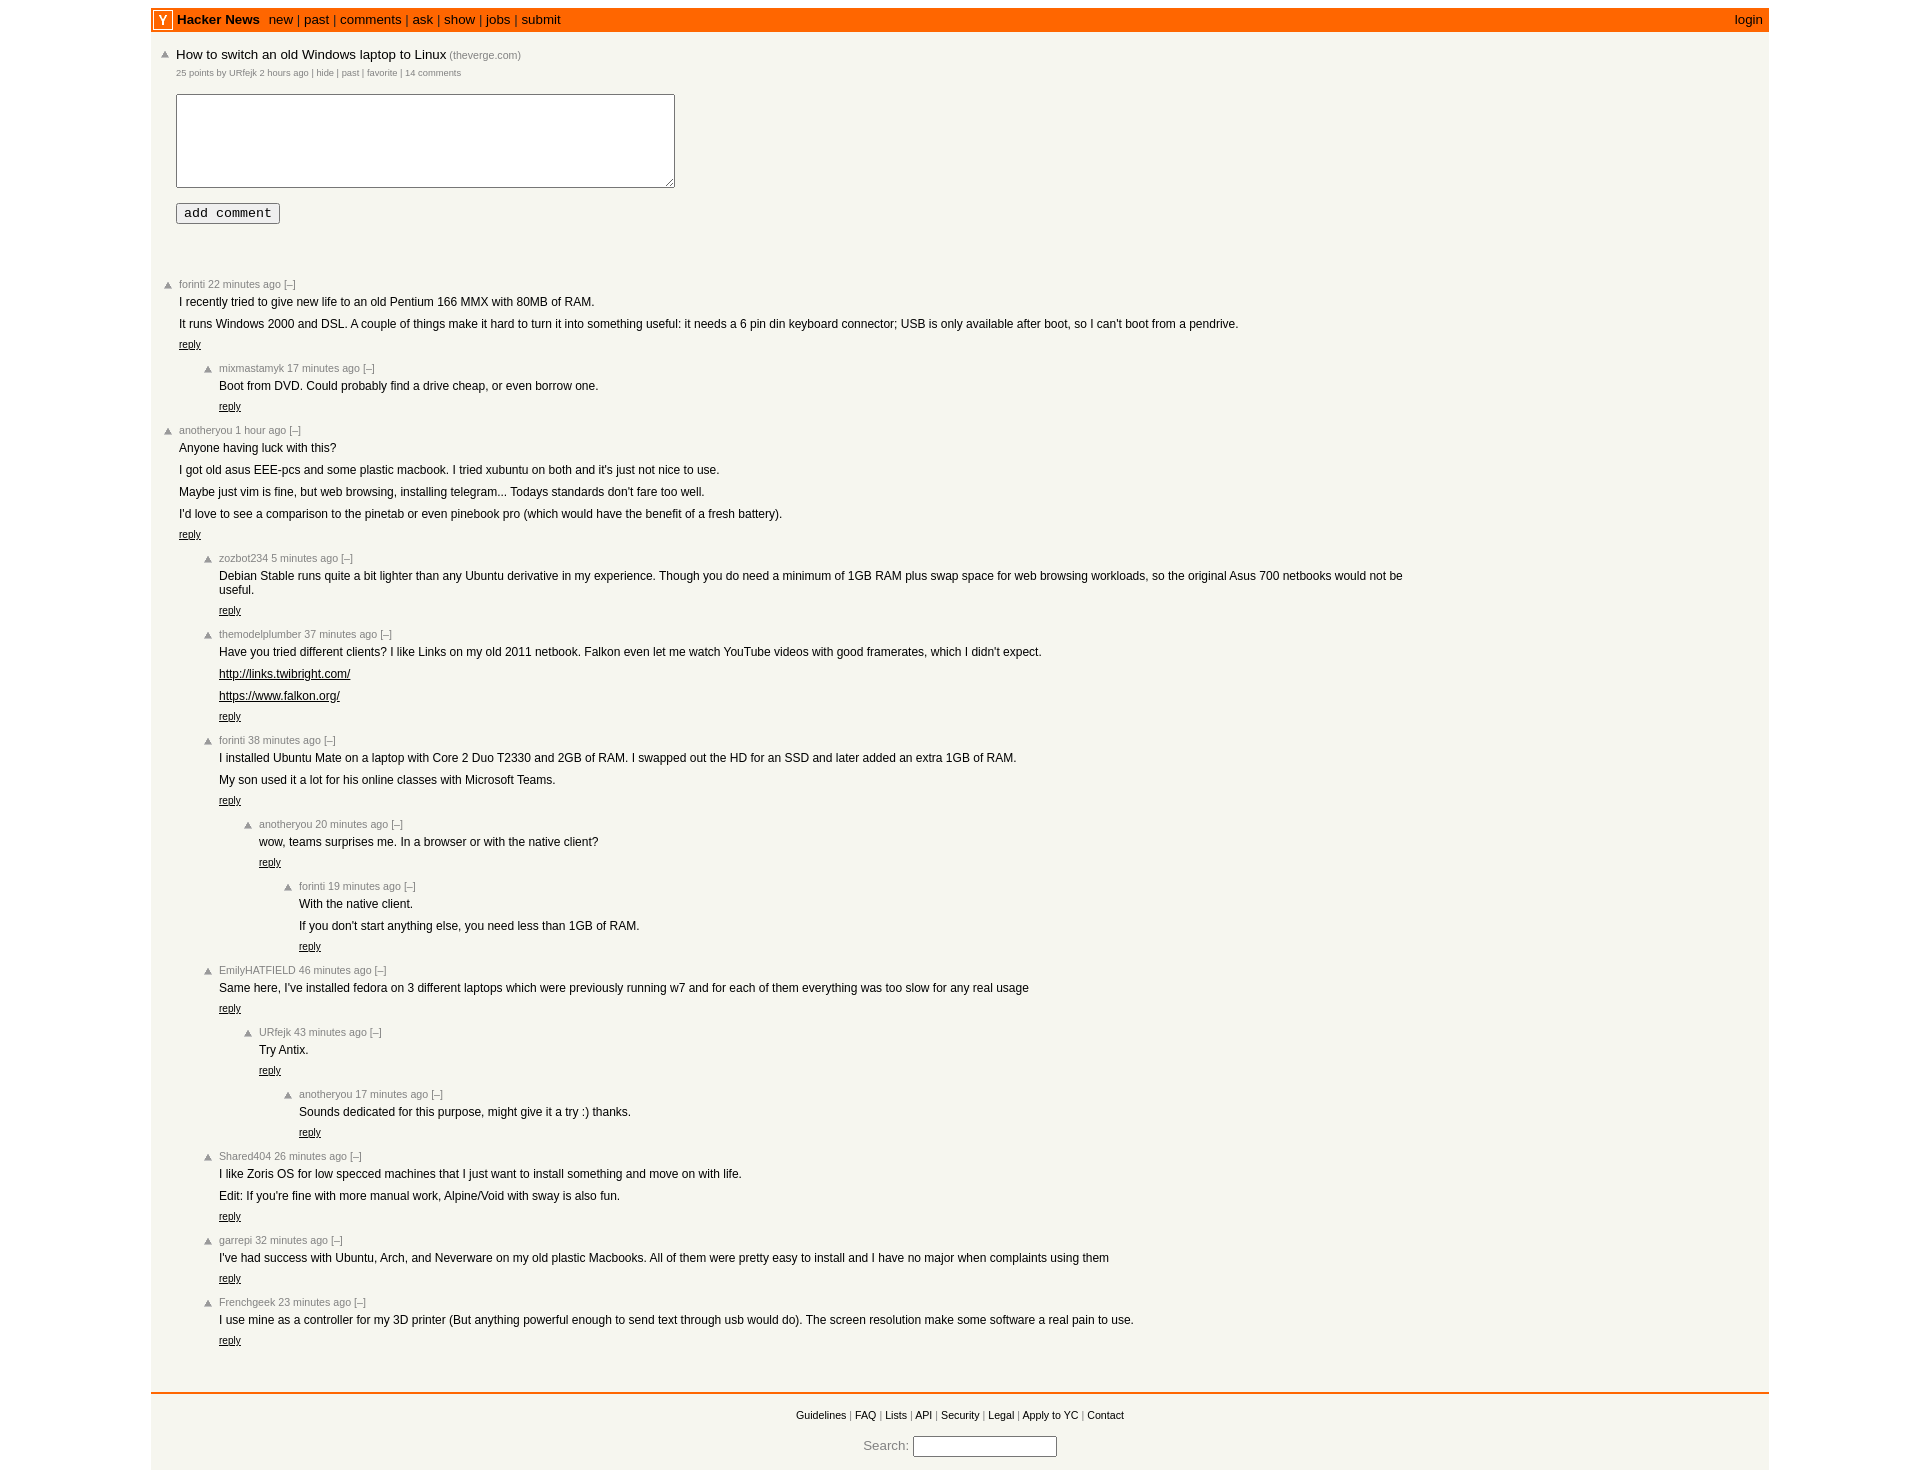 Y Hacker News new | past | comments | ask | show | jobs | submit login
How to switch an old Windows laptop to Linux (theverge.com)
25 points by URfejk 2 hours ago | hide | past | favorite | 14 comments
add comment
forinti 22 minutes ago [–]
I recently tried to give new life to an old Pentium 166 MMX with 80MB of RAM.
It runs Windows 2000 and DSL. A couple of things make it hard to turn it into something useful: it needs a 6 pin din keyboard connector; USB is only available after boot, so I can't boot from a pendrive.
reply
mixmastamyk 17 minutes ago [–]
Boot from DVD. Could probably find a drive cheap, or even borrow one.
reply
anotheryou 1 hour ago [–]
Anyone having luck with this?
I got old asus EEE-pcs and some plastic macbook. I tried xubuntu on both and it's just not nice to use.
Maybe just vim is fine, but web browsing, installing telegram... Todays standards don't fare too well.
I'd love to see a comparison to the pinetab or even pinebook pro (which would have the benefit of a fresh battery).
reply
zozbot234 5 minutes ago [–]
Debian Stable runs quite a bit lighter than any Ubuntu derivative in my experience. Though you do need a minimum of 1GB RAM plus swap space for web browsing workloads, so the original Asus 700 netbooks would not be
useful.
reply
themodelplumber 37 minutes ago [–]
Have you tried different clients? I like Links on my old 2011 netbook. Falkon even let me watch YouTube videos with good framerates, which I didn't expect.
http://links.twibright.com/
https://www.falkon.org/
reply
forinti 38 minutes ago [–]
I installed Ubuntu Mate on a laptop with Core 2 Duo T2330 and 2GB of RAM. I swapped out the HD for an SSD and later added an extra 1GB of RAM.
My son used it a lot for his online classes with Microsoft Teams.
reply
anotheryou 20 minutes ago [–]
wow, teams surprises me. In a browser or with the native client?
reply
forinti 19 minutes ago [–]
With the native client.
If you don't start anything else, you need less than 1GB of RAM.
reply
EmilyHATFIELD 46 minutes ago [–]
Same here, I've installed fedora on 3 different laptops which were previously running w7 and for each of them everything was too slow for any real usage
reply
URfejk 43 minutes ago [–]
Try Antix.
reply
anotheryou 17 minutes ago [–]
Sounds dedicated for this purpose, might give it a try :) thanks.
reply
Shared404 26 minutes ago [–]
I like Zoris OS for low specced machines that I just want to install something and move on with life.
Edit: If you're fine with more manual work, Alpine/Void with sway is also fun.
reply
garrepi 32 minutes ago [–]
I've had success with Ubuntu, Arch, and Neverware on my old plastic Macbooks. All of them were pretty easy to install and I have no major when complaints using them
reply
Frenchgeek 23 minutes ago [–]
I use mine as a controller for my 3D printer (But anything powerful enough to send text through usb would do). The screen resolution make some software a real pain to use.
reply
Guidelines | FAQ | Lists | API | Security | Legal | Apply to YC | Contact
Search: